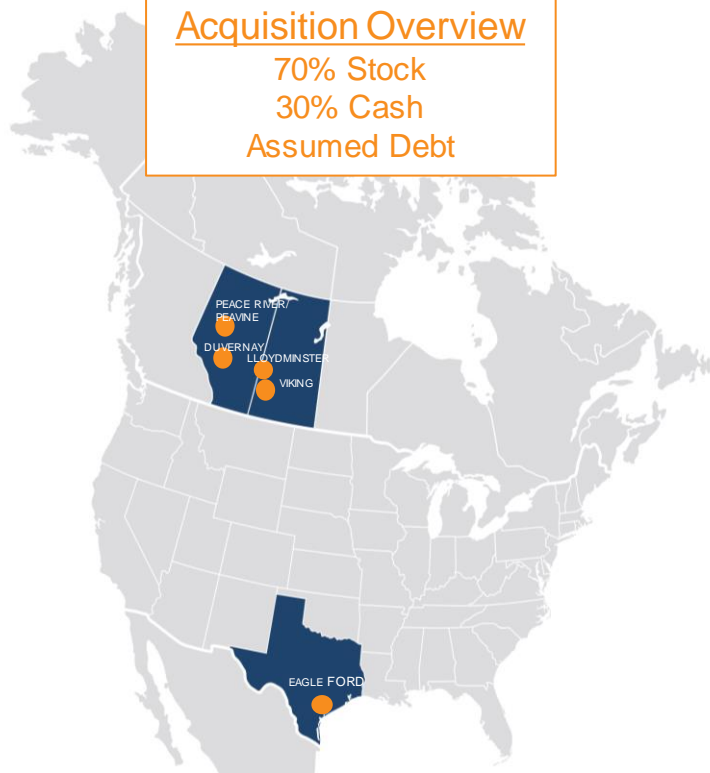 Acquisition Overview
70% Stock
30% Cash
Assumed Debt
PEACE RIVER/
PEAVINE
DUVERNAY
LLOYDMINSTER
VIKING
EAGLE FORD